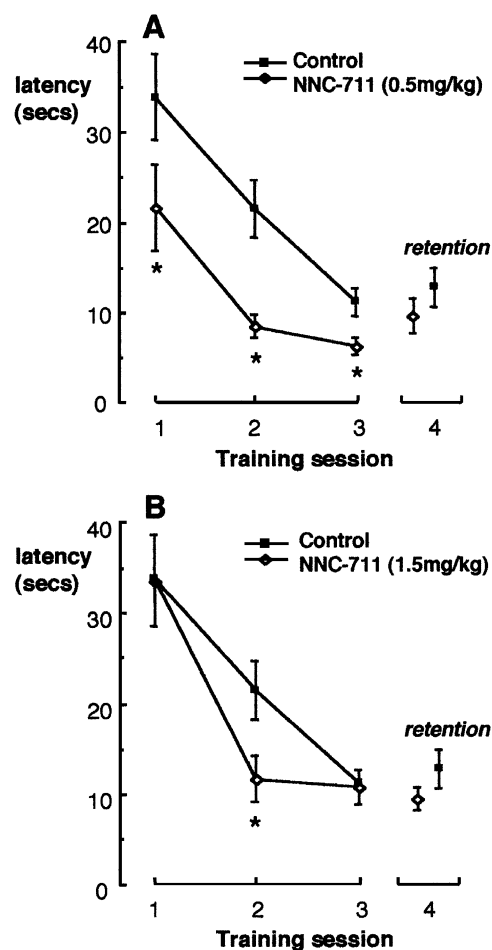 A
40
latency
(secs)
30
20
10
0
Control
NNC-711 (0.5mg/kg)
retention
*
*
*
1 2 3 4
Training session
B
40
latency
(secs)
30
20
10
0
Control
NNC-711 (1.5mg/kg)
retention
*
1 2 3 4
Training session